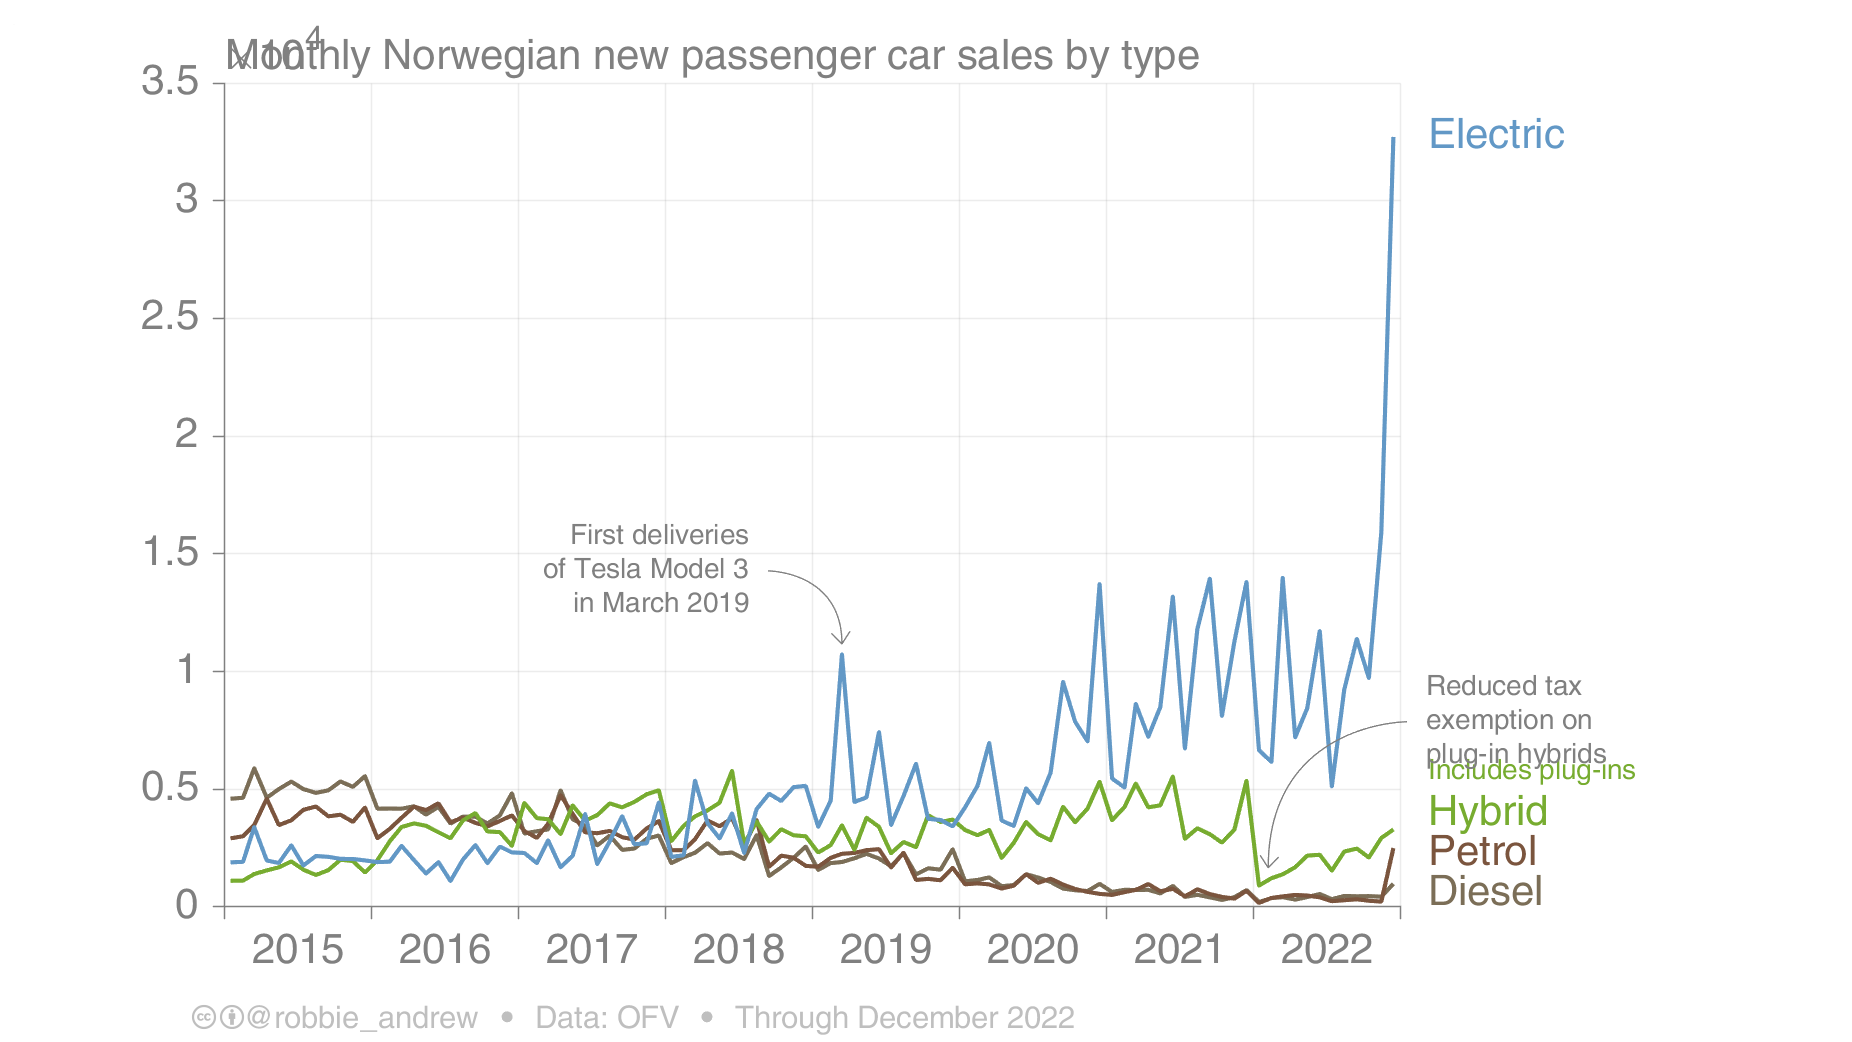 ×10⁴
Monthly Norwegian new passenger car sales by type
3.5
3
2.5
2
1.5
1
0.5
0
Electric
First deliveries
of Tesla Model 3
in March 2019
Reduced tax
exemption on
plug-in hybrids
Includes plug-ins
Hybrid
Petrol
Diesel
2015 2016 2017 2018 2019 2020 2021 2022
cc @robbie_andrew • Data: OFV • Through December 2022